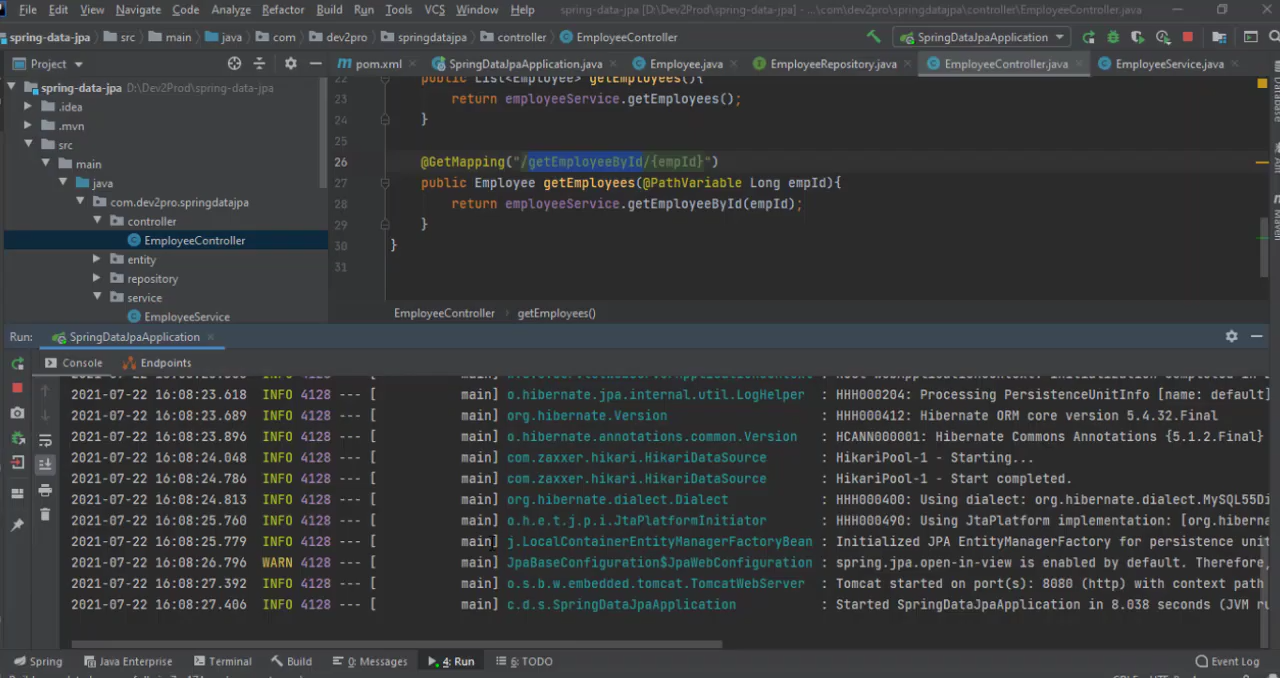 File Edit View Navigate Code Analyze Refactor Build Run Tools VCS Window Help spring-data-jpa [D:\Dev2Prod\spring-data-jpa] - ...\com\dev2pro\springdatajpa\controller\EmployeeController.java
spring-data-jpa src main java com dev2pro springdatajpa controller EmployeeController SpringDataJpaApplication
Project pom.xml SpringDataJpaApplication.java Employee.java EmployeeRepository.java EmployeeController.java EmployeeService.java
spring-data-jpa D:\Dev2Prod\spring-data-jpa
.idea
.mvn
src
main
java
com.dev2pro.springdatajpa
controller
EmployeeController
entity
repository
service
EmployeeService
22 public List<Employee> getEmployees(){
23 return employeeService.getEmployees();
24 }
25
26 @GetMapping("/getEmployeeById/{empId}")
27 public Employee getEmployees(@PathVariable Long empId){
28 return employeeService.getEmployeeById(empId);
29 }
30 }
31
EmployeeController › getEmployees()
Database
Maven
Run: SpringDataJpaApplication
Console Endpoints
2021-07-22 16:08:23.618 INFO 4128 --- [ main] o.hibernate.jpa.internal.util.LogHelper : HHH000204: Processing PersistenceUnitInfo [name: default]
2021-07-22 16:08:23.689 INFO 4128 --- [ main] org.hibernate.Version : HHH000412: Hibernate ORM core version 5.4.32.Final
2021-07-22 16:08:23.896 INFO 4128 --- [ main] o.hibernate.annotations.common.Version : HCANN000001: Hibernate Commons Annotations {5.1.2.Final}
2021-07-22 16:08:24.048 INFO 4128 --- [ main] com.zaxxer.hikari.HikariDataSource : HikariPool-1 - Starting...
2021-07-22 16:08:24.786 INFO 4128 --- [ main] com.zaxxer.hikari.HikariDataSource : HikariPool-1 - Start completed.
2021-07-22 16:08:24.813 INFO 4128 --- [ main] org.hibernate.dialect.Dialect : HHH000400: Using dialect: org.hibernate.dialect.MySQL55Di
2021-07-22 16:08:25.760 INFO 4128 --- [ main] o.h.e.t.j.p.i.JtaPlatformInitiator : HHH000490: Using JtaPlatform implementation: [org.hiberna
2021-07-22 16:08:25.779 INFO 4128 --- [ main] j.LocalContainerEntityManagerFactoryBean : Initialized JPA EntityManagerFactory for persistence unit
2021-07-22 16:08:26.796 WARN 4128 --- [ main] JpaBaseConfiguration$JpaWebConfiguration : spring.jpa.open-in-view is enabled by default. Therefore,
2021-07-22 16:08:27.392 INFO 4128 --- [ main] o.s.b.w.embedded.tomcat.TomcatWebServer : Tomcat started on port(s): 8080 (http) with context path
2021-07-22 16:08:27.406 INFO 4128 --- [ main] c.d.s.SpringDataJpaApplication : Started SpringDataJpaApplication in 8.038 seconds (JVM ru
Spring Java Enterprise Terminal Build 0: Messages 4: Run 6: TODO Event Log